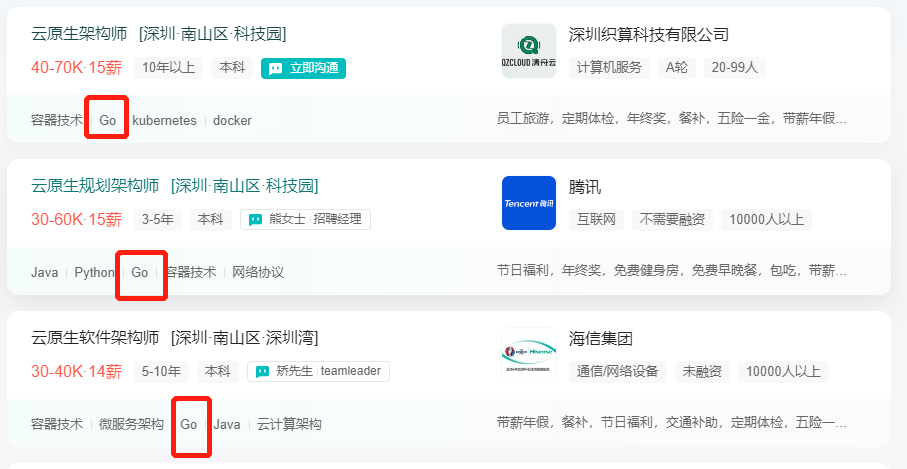 云原生架构师 [深圳·南山区·科技园]
40-70K·15薪 10年以上 本科 立即沟通
容器技术 Go kubernetes docker
QZCLOUD 清舟云
深圳织算科技有限公司
计算机服务 A轮 20-99人
员工旅游，定期体检，年终奖，餐补，五险一金，带薪年假...
云原生规划架构师 [深圳·南山区·科技园]
30-60K·15薪 3-5年 本科 熊女士 招聘经理
Java Python Go 容器技术 网络协议
Tencent 腾讯
腾讯
互联网 不需要融资 10000人以上
节日福利，年终奖，免费健身房，免费早晚餐，包吃，带薪...
云原生软件架构师 [深圳·南山区·深圳湾]
30-40K·14薪 5-10年 本科 矫先生 teamleader
容器技术 微服务架构 Go Java 云计算架构
Hisense
海信集团
通信/网络设备 未融资 10000人以上
带薪年假，餐补，节日福利，交通补助，定期体检，五险一...